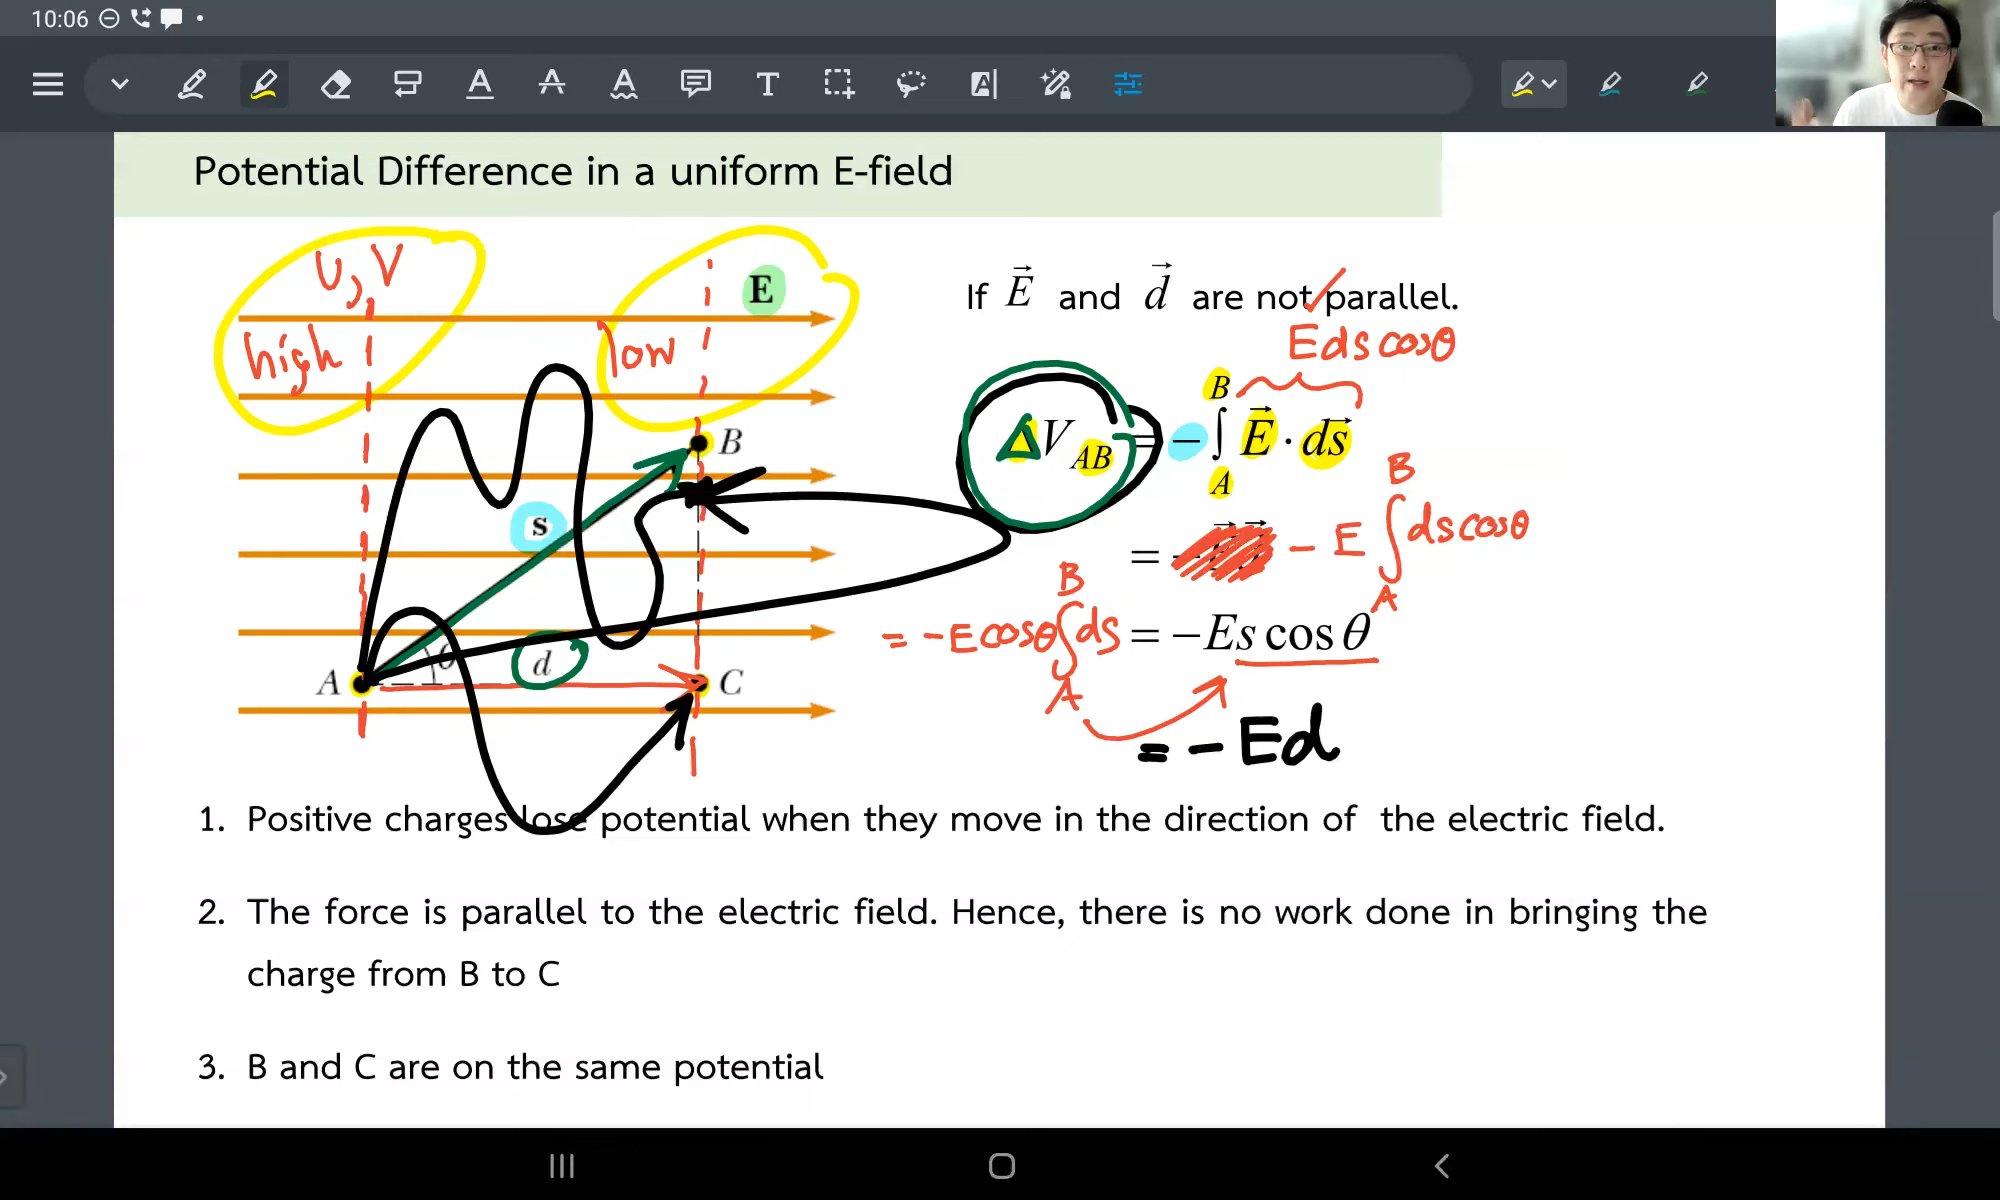 10:06
Potential Difference in a uniform E-field
U, V
high
low
E
B
s
θ
A
d
C
If E⃗ and d⃗ are not parallel.
Eds cosθ
ΔV_AB = -∫_A^B E⃗ · ds⃗
= - E ∫_A^B ds cosθ
= -E cosθ ∫_A^B ds = -Es cos θ
= - Ed
1. Positive charges lose potential when they move in the direction of the electric field.
2. The force is parallel to the electric field. Hence, there is no work done in bringing the
charge from B to C
3. B and C are on the same potential